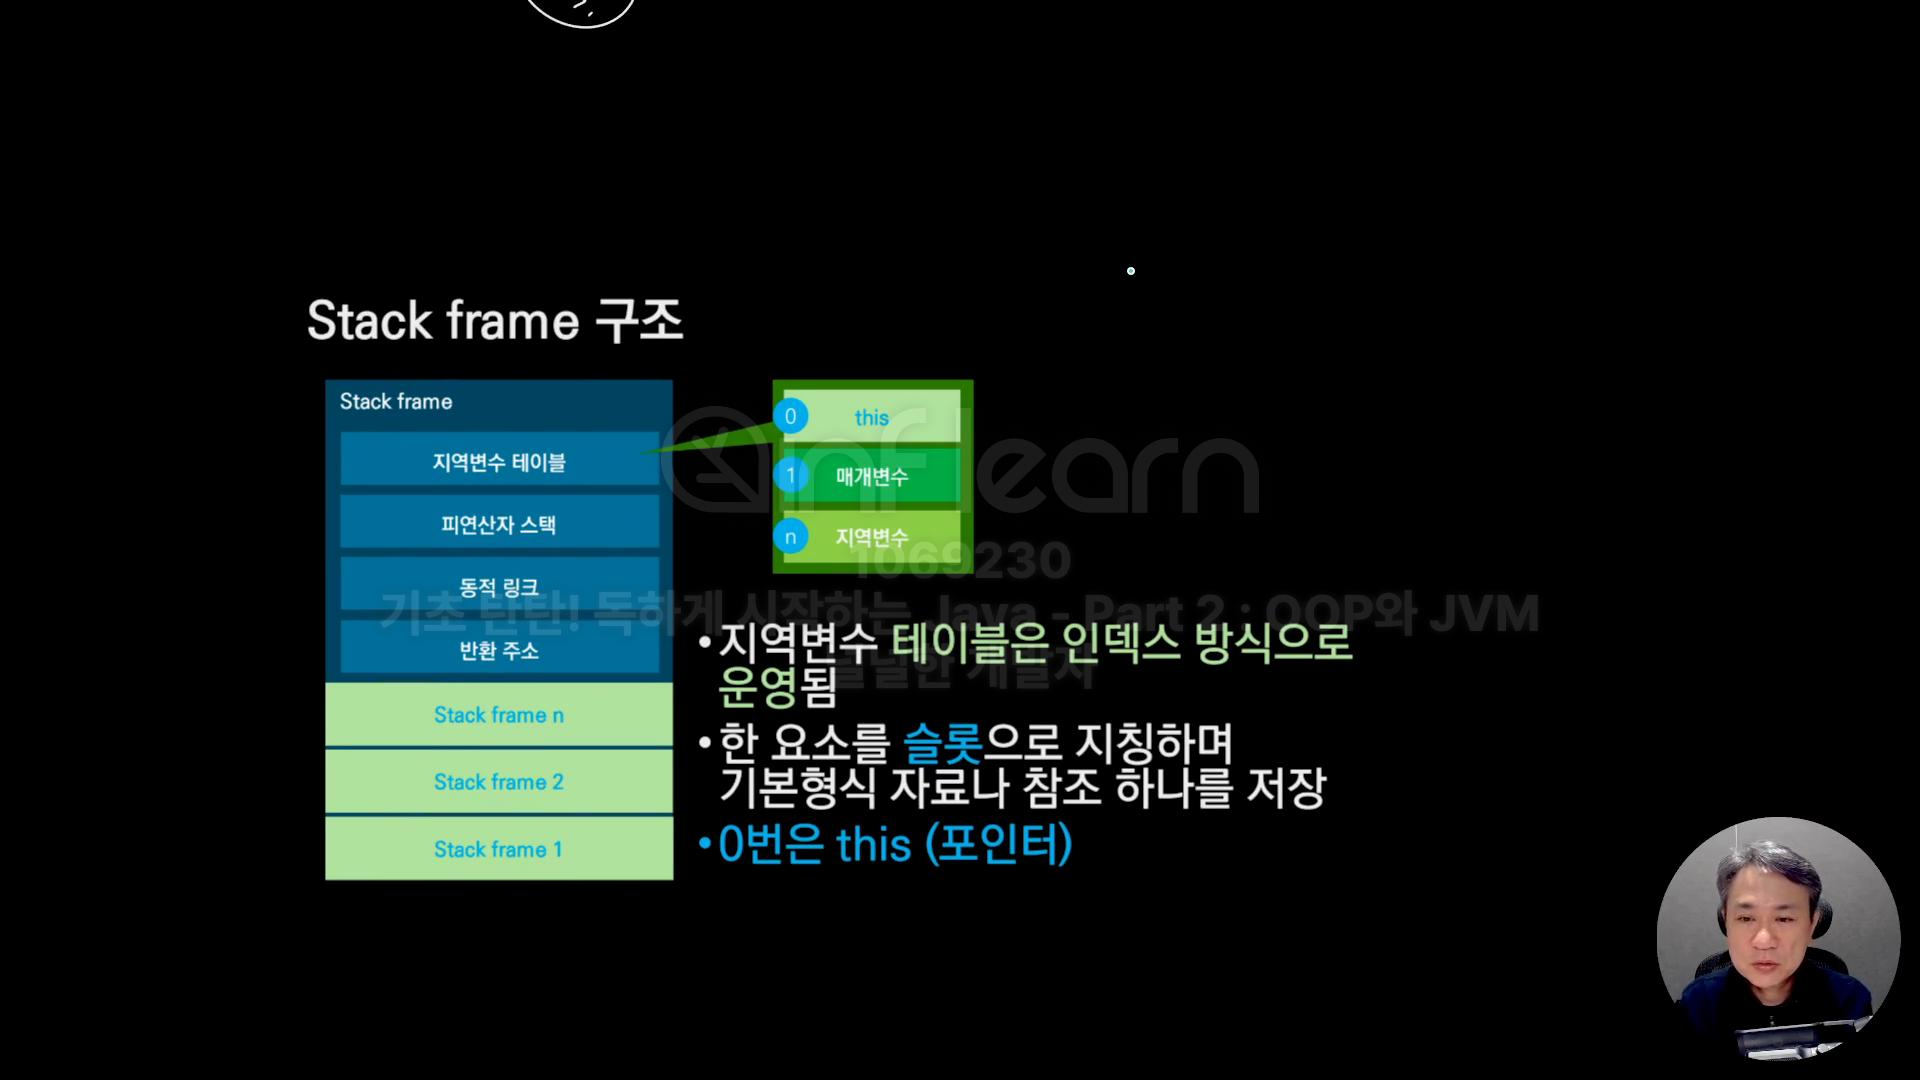 Stack frame 구조
Stack frame
지역변수 테이블
피연산자 스택
동적 링크
반환 주소
Stack frame n
Stack frame 2
Stack frame 1
0 this
1 매개변수
n 지역변수
inflearn
1069230
기초 탄탄! 독하게 시작하는 Java - Part 2 : OOP와 JVM
널널한 개발자
•지역변수 테이블은 인덱스 방식으로
운영됨
•한 요소를 슬롯으로 지칭하며
기본형식 자료나 참조 하나를 저장
•0번은 this (포인터)